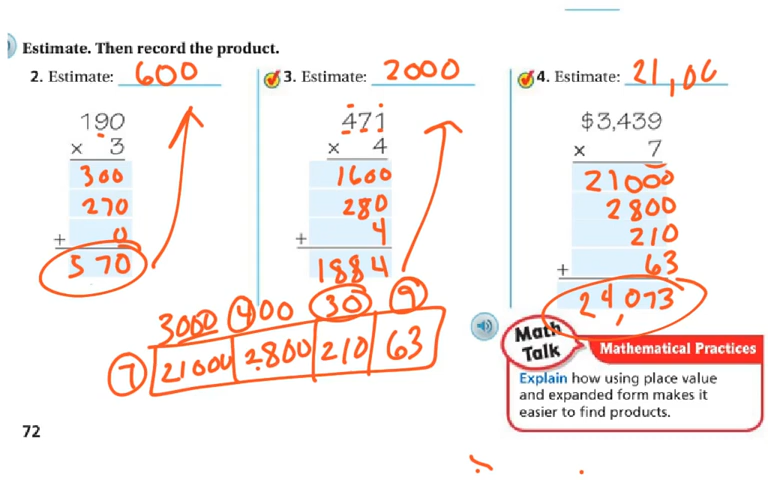 Estimate. Then record the product.
2. Estimate: 600
190
x 3
300
270
+ 0
570
3. Estimate: 2000
471
x 4
1600
280
+ 4
1884
4. Estimate: 21,00
$3,439
x 7
21000
2800
210
+ 63
24,073
3000 400 30 9
7 21000 2800 210 63
Math
Talk
Mathematical Practices
Explain how using place value
and expanded form makes it
easier to find products.
72